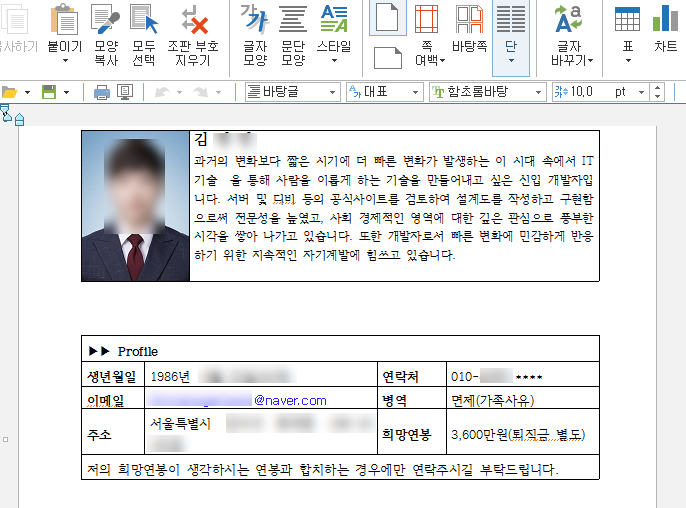 사하기 붙이기 모양 복사 모두 선택 조판 부호 지우기 글자 모양 문단 모양 스타일 쪽 여백 바탕쪽 단 글자 바꾸기 표 차트
바탕글 대표 함초롬바탕 10,0 pt
김
과거의 변화보다 짧은 시기에 더 빠른 변화가 발생하는 이 시대 속에서 IT
기술 을 통해 사람을 이롭게 하는 기술을 만들어내고 싶은 신입 개발자입
니다. 서버 및 디비 등의 공식사이트를 검토하여 설계도를 작성하고 구현함
으로써 전문성을 높였고, 사회 경제적인 영역에 대한 깊은 관심으로 풍부한
시각을 쌓아 나가고 있습니다. 또한 개발자로서 빠른 변화에 민감하게 반응
하기 위한 지속적인 자기계발에 힘쓰고 있습니다.
▶▶ Profile
생년월일 1986년 연락처 010- ****
이메일 @naver.com 병역 면제(가족사유)
주소 서울특별시 희망연봉 3,600만원(퇴직금 별도)
저의 희망연봉이 생각하시는 연봉과 합치하는 경우에만 연락주시길 부탁드립니다.